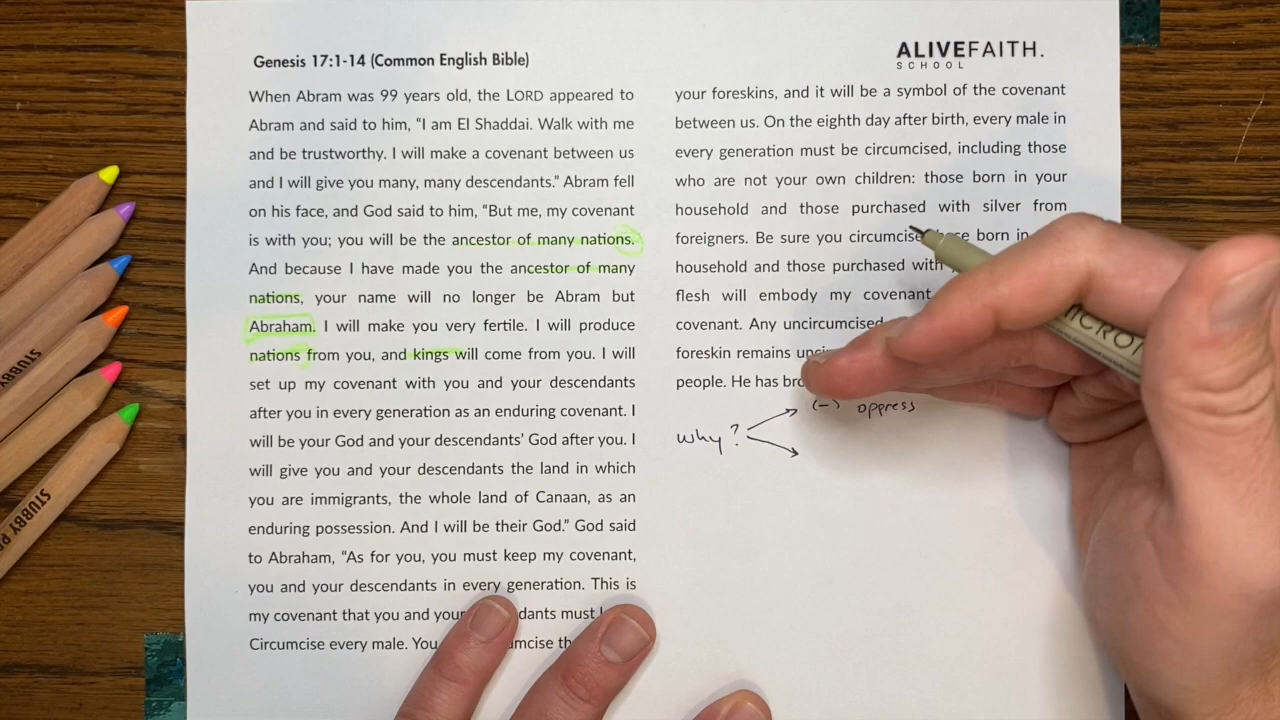 Genesis 17:1-14 (Common English Bible)
ALIVEFAITH.
SCHOOL
When Abram was 99 years old, the LORD appeared to
Abram and said to him, “I am El Shaddai. Walk with me
and be trustworthy. I will make a covenant between us
and I will give you many, many descendants.” Abram fell
on his face, and God said to him, “But me, my covenant
is with you; you will be the ancestor of many nations.
And because I have made you the ancestor of many
nations, your name will no longer be Abram but
Abraham. I will make you very fertile. I will produce
nations from you, and kings will come from you. I will
set up my covenant with you and your descendants
after you in every generation as an enduring covenant. I
will be your God and your descendants’ God after you. I
will give you and your descendants the land in which
you are immigrants, the whole land of Canaan, as an
enduring possession. And I will be their God.” God said
to Abraham, “As for you, you must keep my covenant,
you and your descendants in every generation. This is
my covenant that you and your dants must
Circumcise every male. You
your foreskins, and it will be a symbol of the covenant
between us. On the eighth day after birth, every male in
every generation must be circumcised, including those
who are not your own children: those born in your
household and those purchased with silver from
foreigners. Be sure you circumcise born in
household and those purchased with
flesh will embody my covenant
covenant. Any uncircumcised
foreskin remains
people. He has
(-) oppress
why?
STUBBY
STUBBY
MICRON